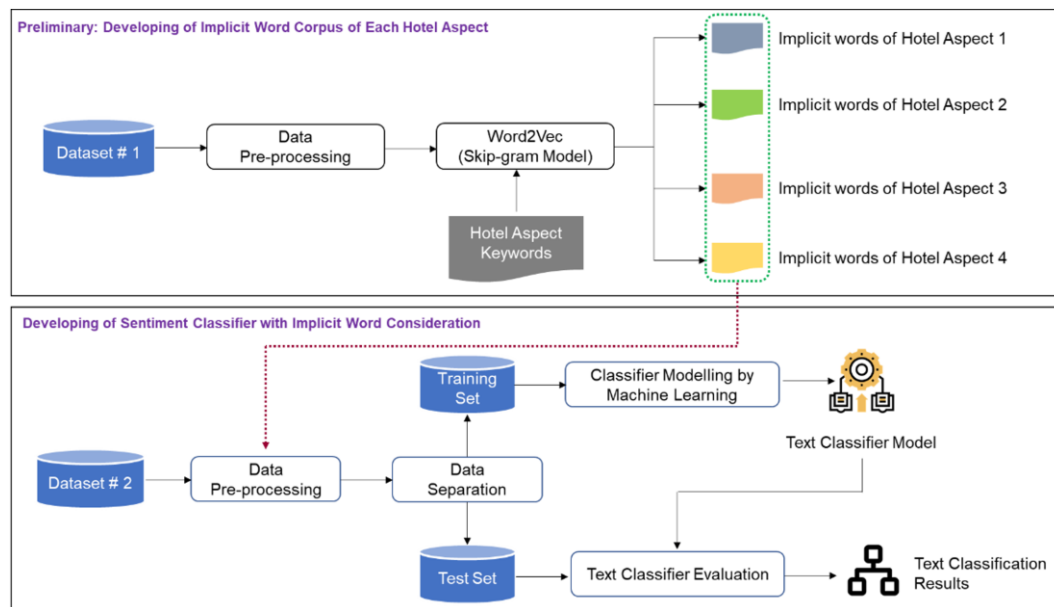 Preliminary: Developing of Implicit Word Corpus of Each Hotel Aspect
Implicit words of Hotel Aspect 1
Implicit words of Hotel Aspect 2
Dataset # 1
Data
Pre-processing
Word2Vec
(Skip-gram Model)
Implicit words of Hotel Aspect 3
Hotel Aspect
Keywords
Implicit words of Hotel Aspect 4
Developing of Sentiment Classifier with Implicit Word Consideration
Training
Set
Classifier Modelling by
Machine Learning
Text Classifier Model
Dataset # 2
Data
Pre-processing
Data
Separation
Test Set
Text Classifier Evaluation
Text Classification
Results